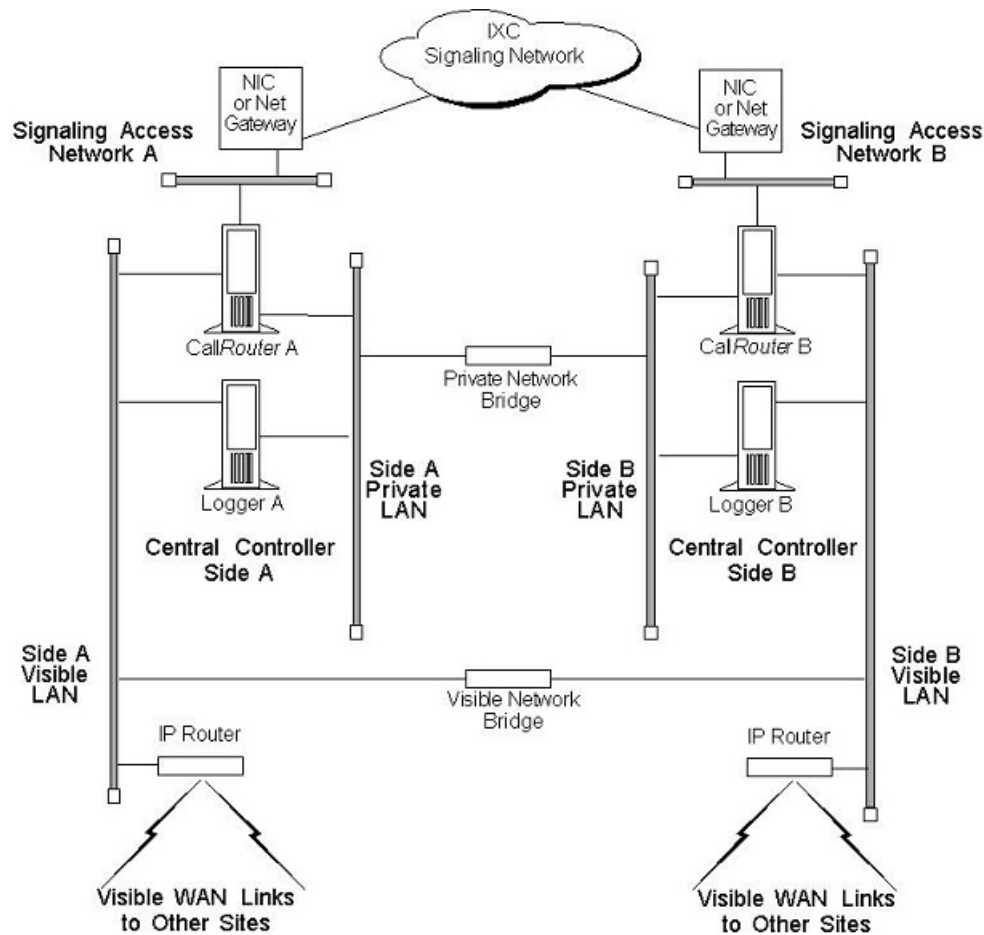 IXC
Signaling Network
NIC
or Net
Gateway
NIC
or Net
Gateway
Signaling Access
Network A
Signaling Access
Network B
CallRouter A
CallRouter B
Private Network
Bridge
Logger A
Side A
Private
LAN
Side B
Private
LAN
Logger B
Central Controller
Side A
Central Controller
Side B
Side A
Visible
LAN
Side B
Visible
LAN
Visible Network
Bridge
IP Router
IP Router
Visible WAN Links
to Other Sites
Visible WAN Links
to Other Sites